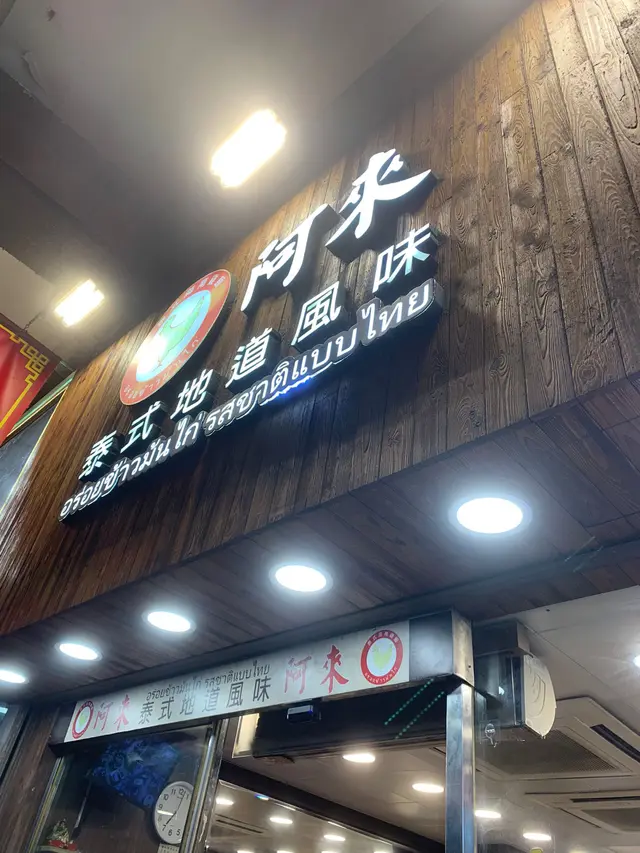 阿來
泰式地道風味
อร่อยข้าวมันไก่ รสชาติแบบไทย
อร่อยข้าวมันไก่ รสชาติแบบไทย
阿來 泰式地道風味 阿來